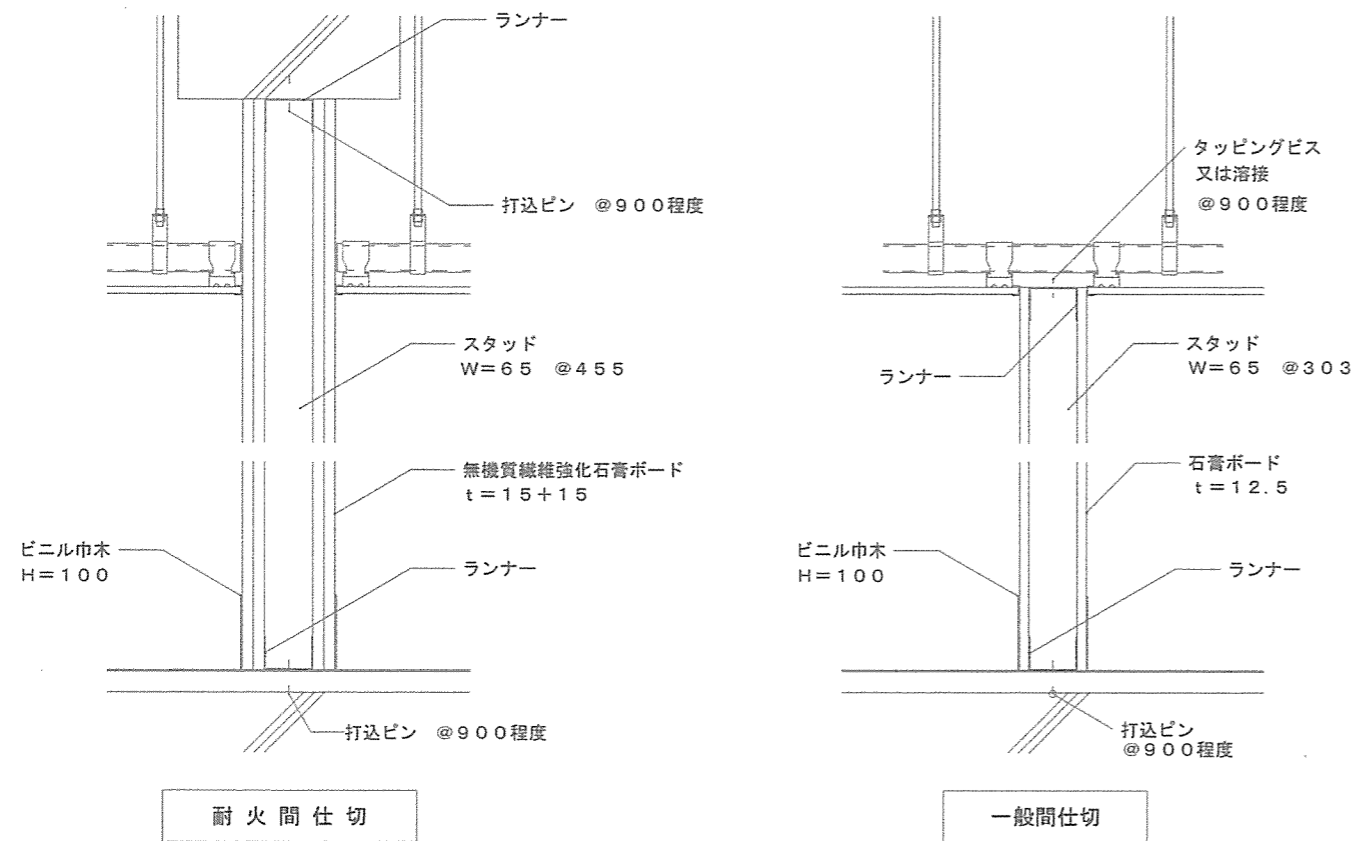 ランナー
打込ピン ＠９００程度
スタッド
Ｗ＝６５ ＠４５５
無機質繊維強化石膏ボード
ｔ＝１５＋１５
ビニル巾木
Ｈ＝１００
ランナー
打込ピン ＠９００程度
耐火間仕切
タッピングビス
又は溶接
＠９００程度
スタッド
Ｗ＝６５ ＠３０３
ランナー
石膏ボード
ｔ＝１２.５
ビニル巾木
Ｈ＝１００
ランナー
打込ピン
＠９００程度
一般間仕切